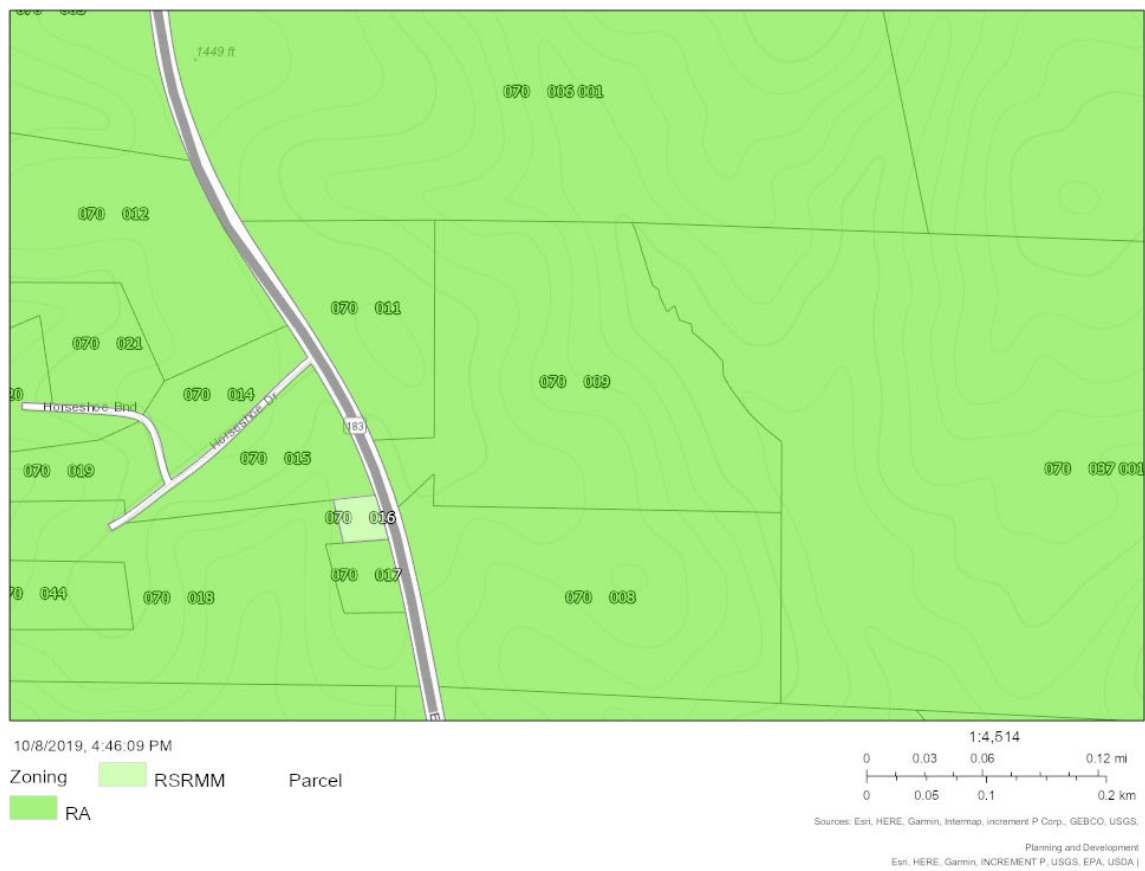 1449 ft
070 006 001
070 012
070 011
070 021
070 009
070 014
Horseshoe Bnd
Horseshoe Dr
183
070 015
070 019
070 037 001
070 016
070 017
070 044
070 018
070 008
E
10/8/2019, 4:46:09 PM
1:4,514
0 0.03 0.06 0.12 mi
0 0.05 0.1 0.2 km
Zoning RSRMM Parcel
RA
Sources: Esri, HERE, Garmin, Intermap, increment P Corp., GEBCO, USGS,
Planning and Development
Esri, HERE, Garmin, INCREMENT P, USGS, EPA, USDA |